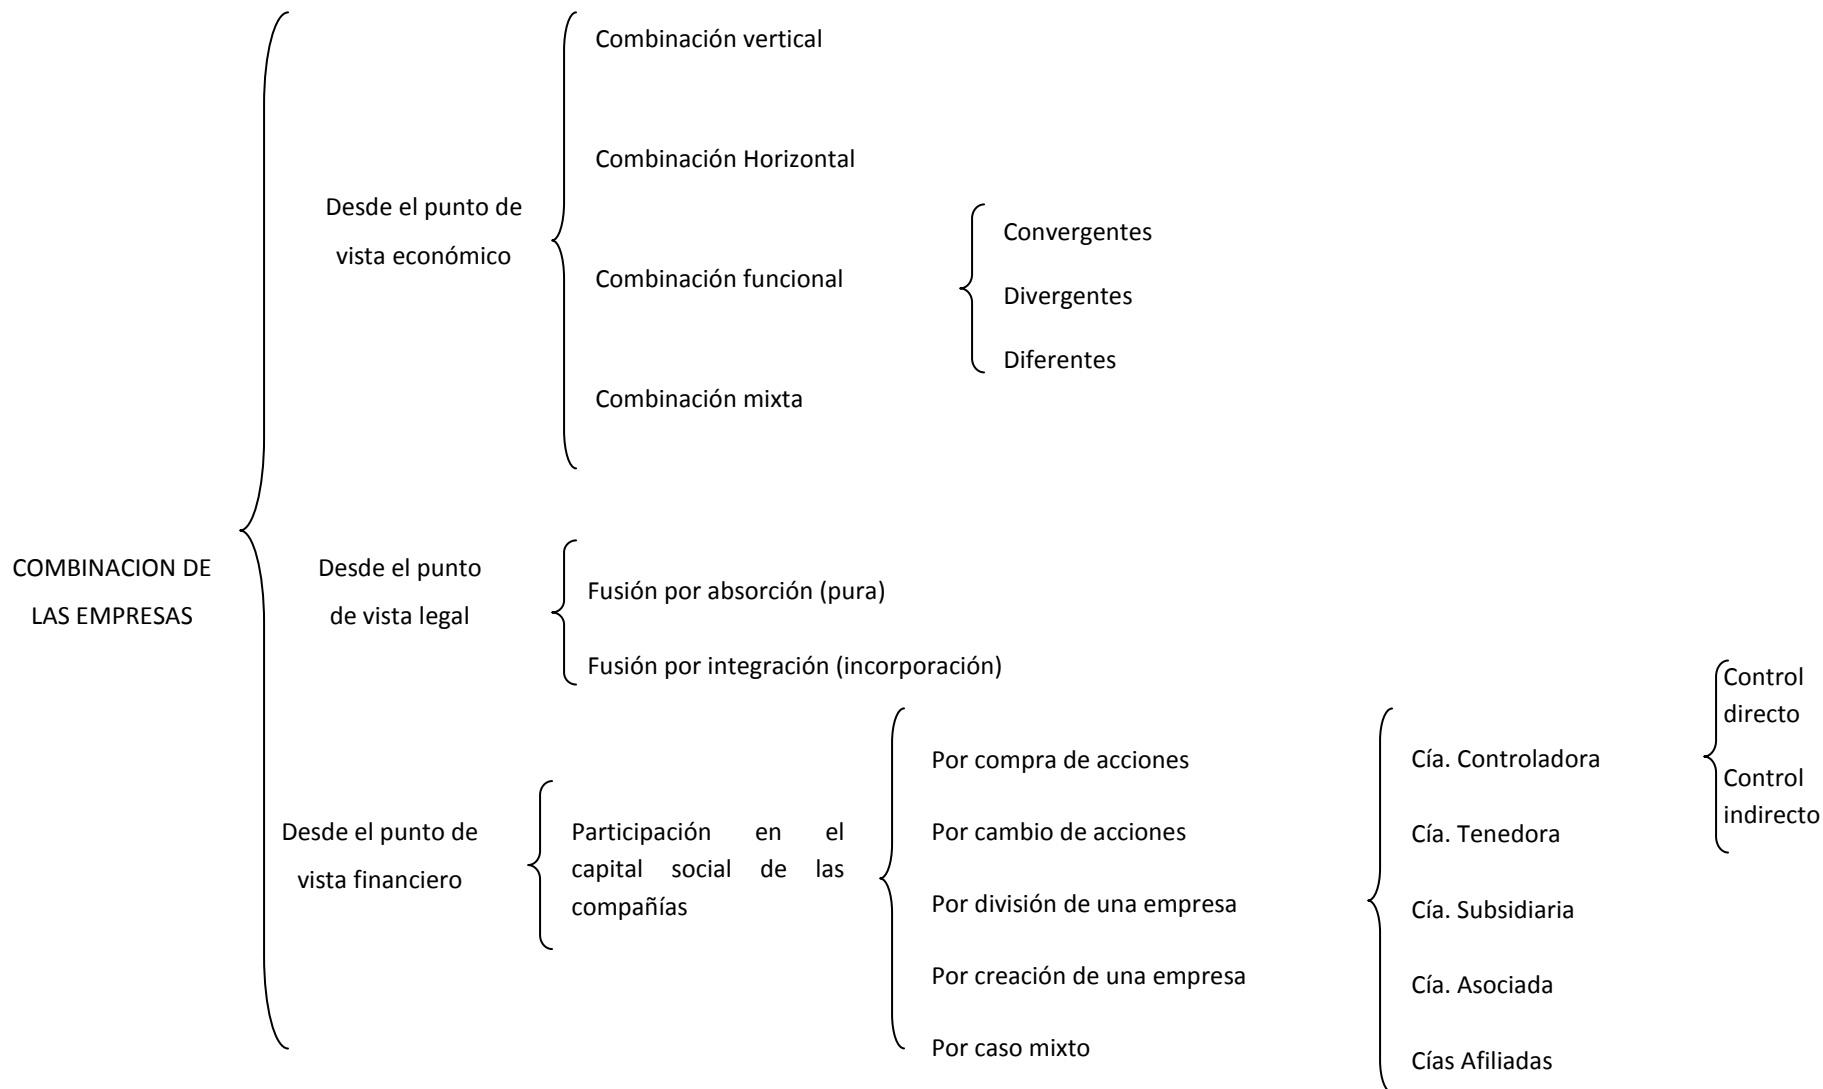 COMBINACION DE
LAS EMPRESAS
Desde el punto de
vista económico
Combinación vertical
Combinación Horizontal
Combinación funcional
Convergentes
Divergentes
Diferentes
Combinación mixta
Desde el punto
de vista legal
Fusión por absorción (pura)
Fusión por integración (incorporación)
Desde el punto de
vista financiero
Participación en el
capital social de las
compañías
Por compra de acciones
Por cambio de acciones
Por división de una empresa
Por creación de una empresa
Por caso mixto
Cía. Controladora
Control
directo
Control
indirecto
Cía. Tenedora
Cía. Subsidiaria
Cía. Asociada
Cías Afiliadas